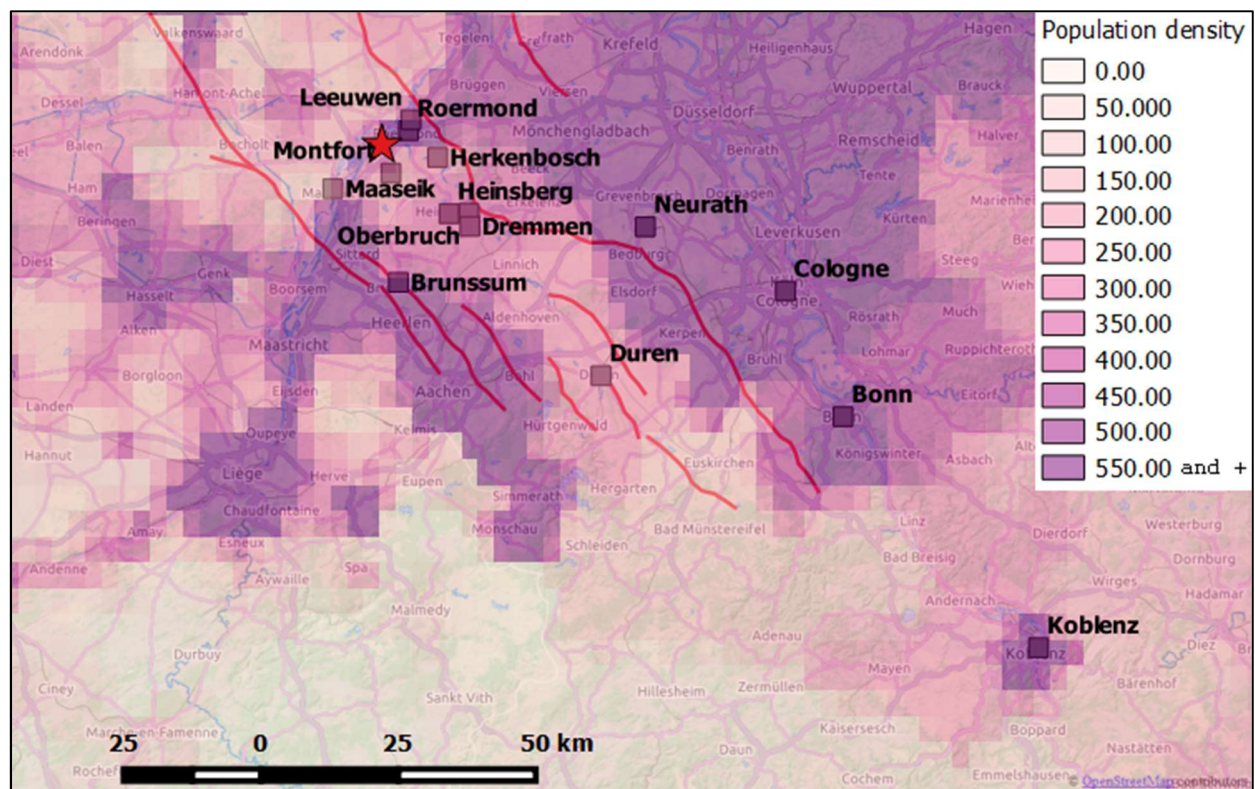 Population density
0.00
50.000
100.00
150.00
200.00
250.00
300.00
350.00
400.00
450.00
500.00
550.00 and +
Valkenswaard
Tegelen
Grefrath
Krefeld
Heiligenhaus
Hagen
Arendonk
Hamont-Achel
Brüggen
Viersen
Wuppertal
Brauck
Dessel
Leeuwen
Roermond
Düsseldorf
Mönchengladbach
Remscheid
Halver
Balen
Bocholt
Montfort
Herkenbosch
Benrath
Tente
Ham
Maaseik
Heinsberg
Grevenbroich
Dormagen
Marienhei
Beringen
Erkelenz
Neurath
Kürten
Oberbruch
Dremmen
Leverkusen
Diest
Genk
Sittard
Linnich
Bedburg
Steeg
Hasselt
Boorsem
Brunssum
Elsdorf
Cologne
Cologne
Alken
Heerlen
Aldenhoven
Kerpen
Rösrath
Much
Maastricht
Duren
Brühl
Lohmar
Ruppichteroth
Borgloon
Eijsden
Aachen
Bonn
Eitorf
Landen
Oupeye
Kelmis
Hürtgenwald
Hannut
Liège
Herve
Eupen
Euskirchen
Königswinter
Asbach
Chaudfontaine
Simmerath
Hergarten
Amay
Esneux
Monschau
Bad Münstereifel
Linz
Dierdorf
Westerburg
Andenne
Aywaille
Spa
Schleiden
Bad Breisig
Dornburg
Malmedy
Andernach
Wirges
Hadamar
Durbuy
Adenau
Koblenz
Mayen
Diez
Ciney
Sankt Vith
Hillesheim
Zermüllen
Bärenhof
Marche-en-Famenne
Kaisersesch
Boppard
25 0 25 50 km
Daun
Nastätten
Rochef
Cochem
Emmelshausen
© OpenStreetMap contributors